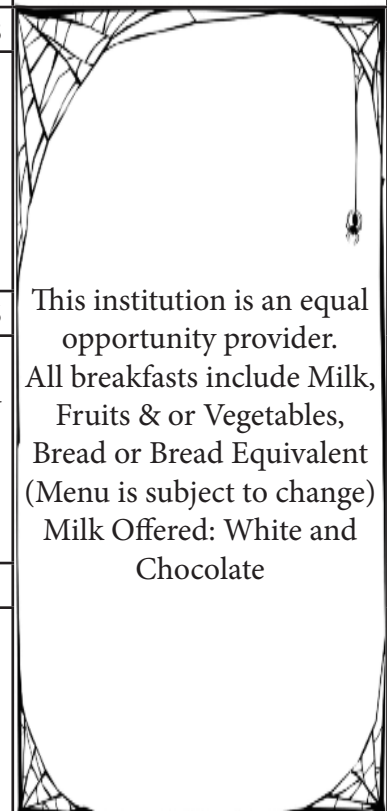 This institution is an equal
opportunity provider.
All breakfasts include Milk,
Fruits & or Vegetables,
Bread or Bread Equivalent
(Menu is subject to change)
Milk Offered: White and
Chocolate